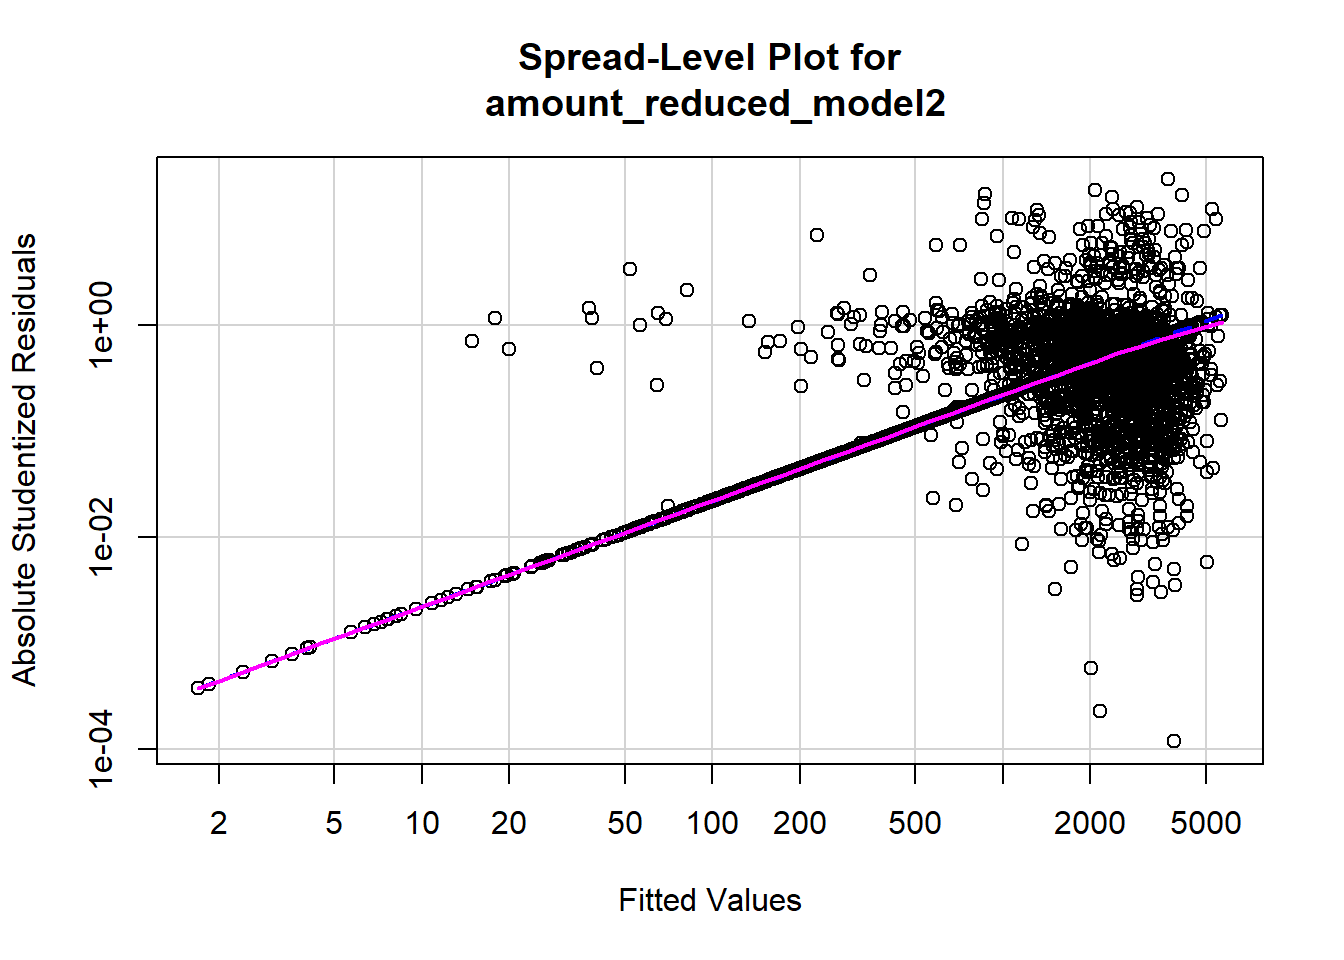 Spread-Level Plot for
amount_reduced_model2
Absolute Studentized Residuals
1e+00
1e-02
1e-04
2 5 10 20 50 100 200 500 2000 5000
Fitted Values